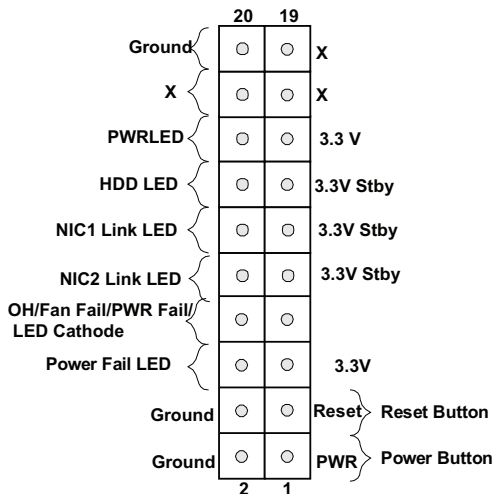 20 19
Ground X
X X
PWRLED 3.3 V
HDD LED 3.3V Stby
NIC1 Link LED 3.3V Stby
NIC2 Link LED 3.3V Stby
OH/Fan Fail/PWR Fail/
LED Cathode
Power Fail LED 3.3V
Ground Reset Reset Button
Ground PWR Power Button
2 1